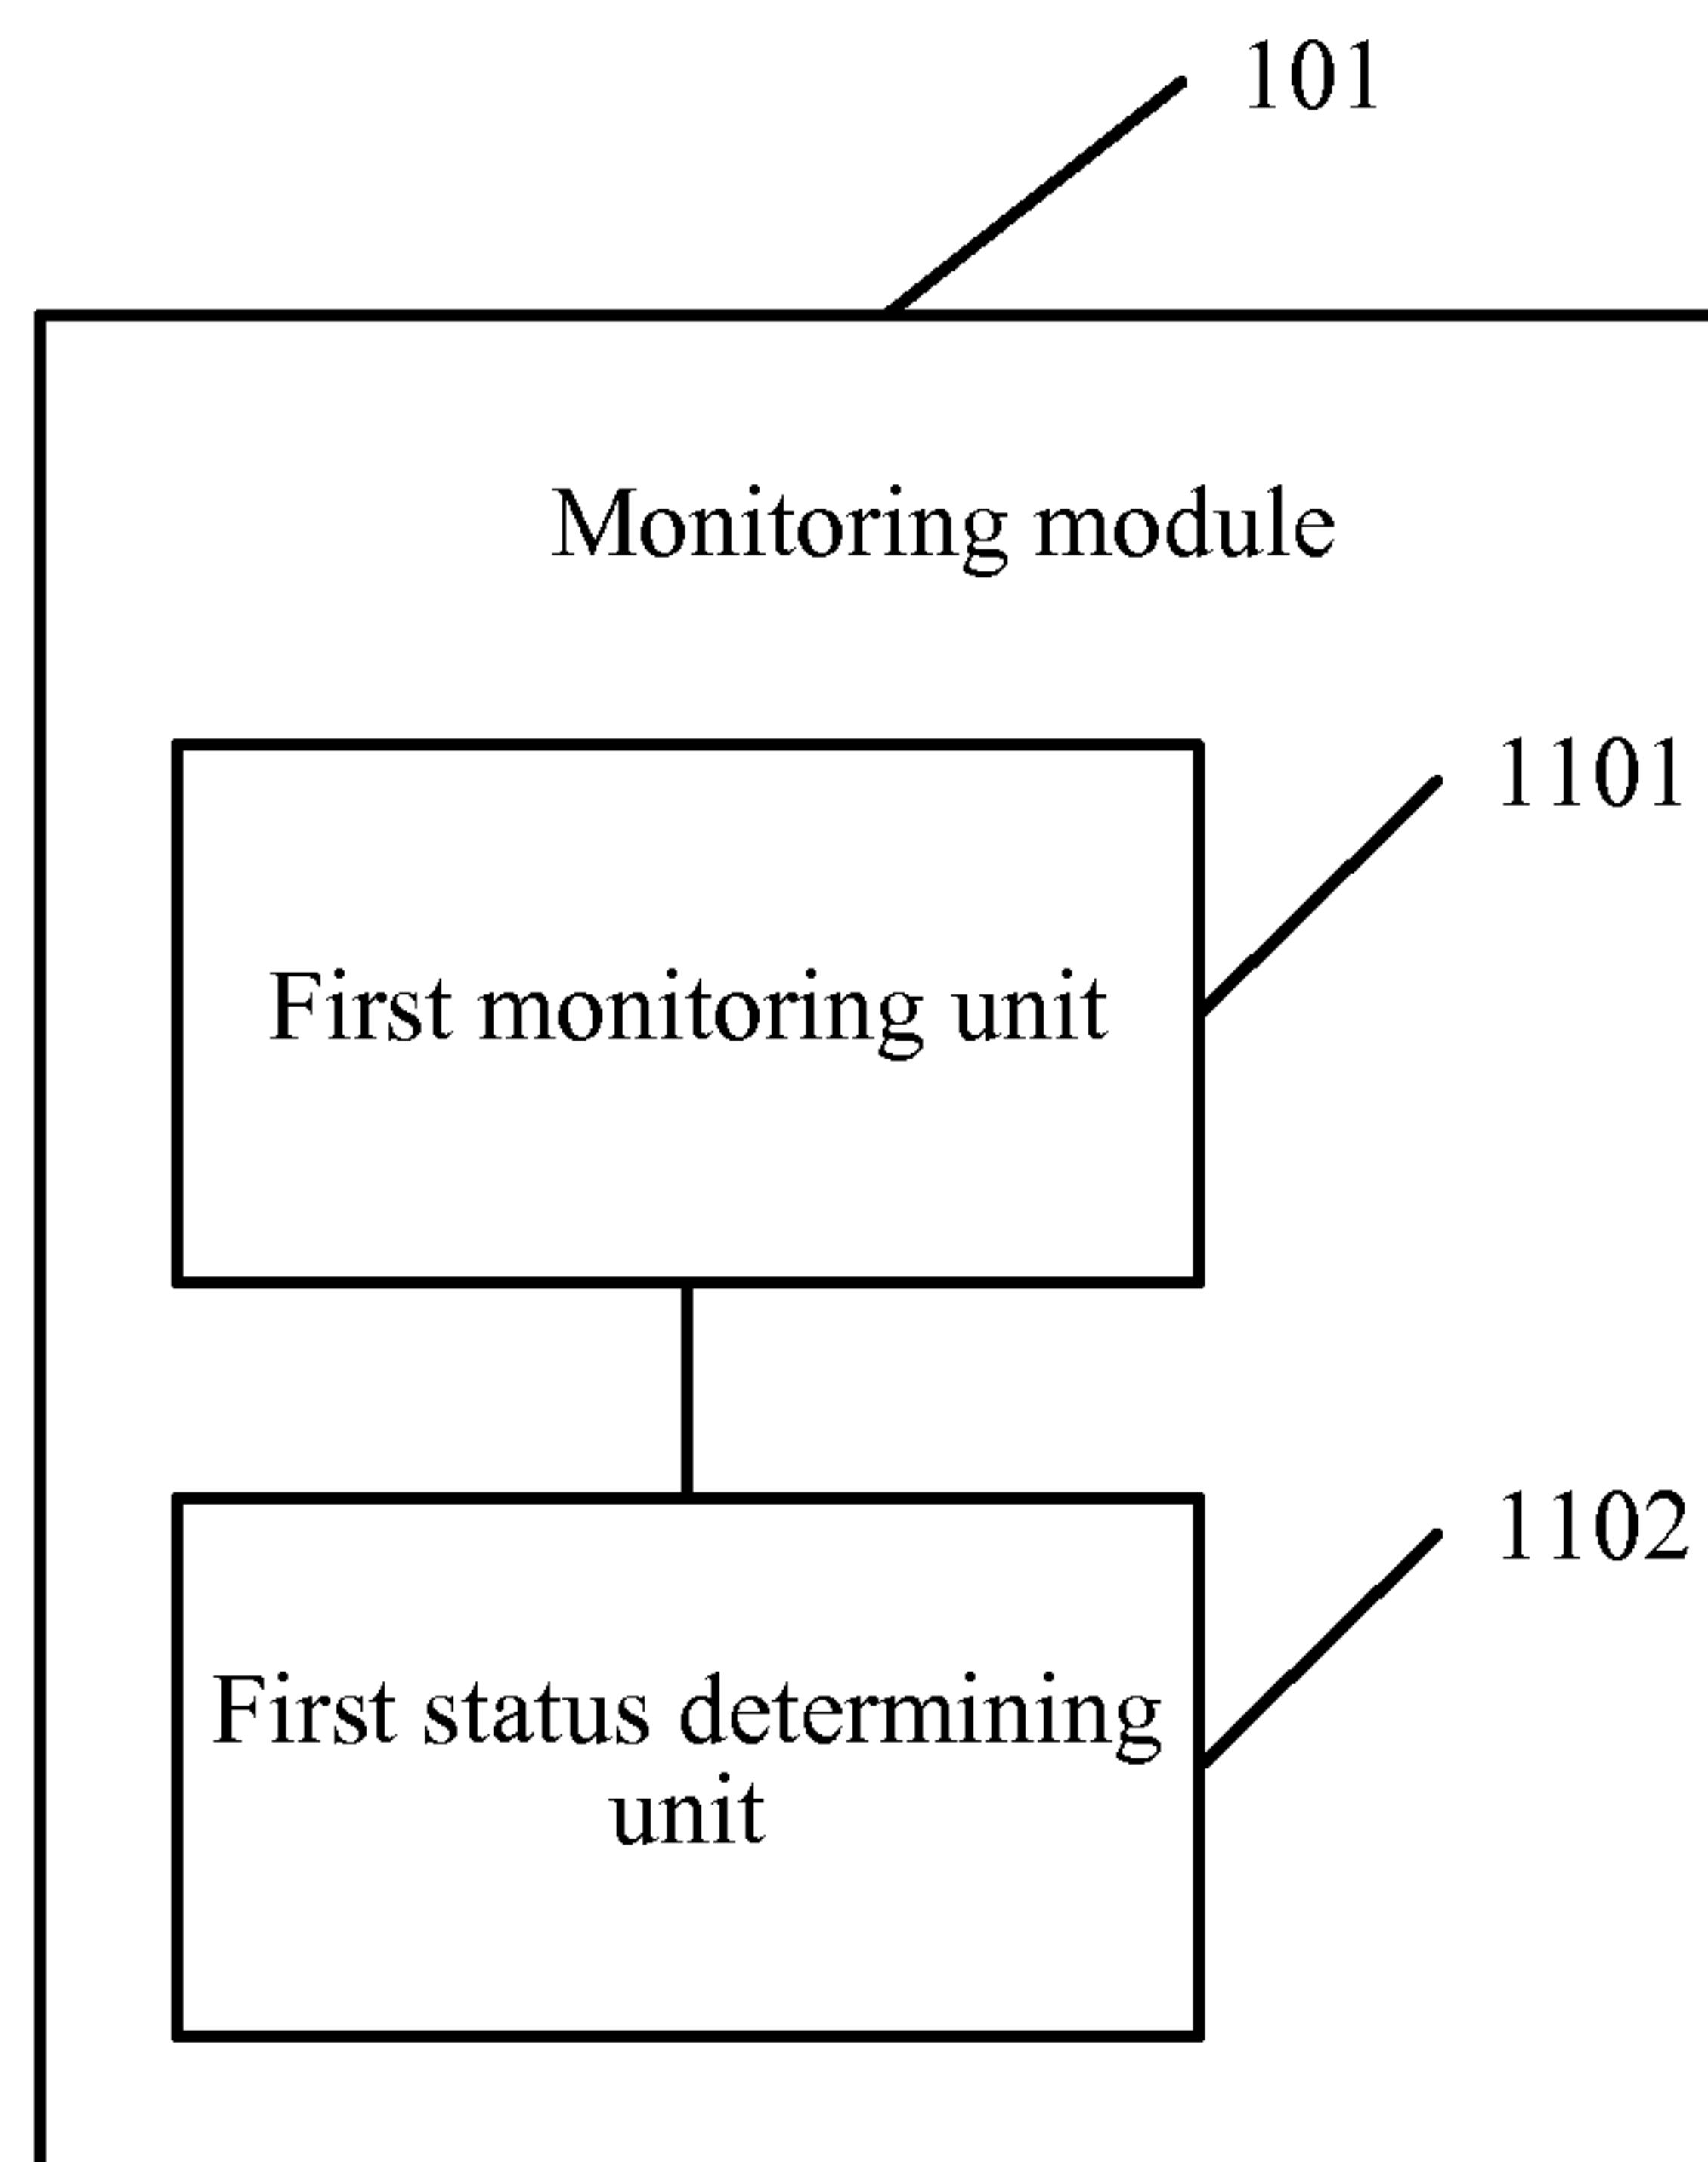 101
Monitoring module
1101
First monitoring unit
1102
First status determining
unit